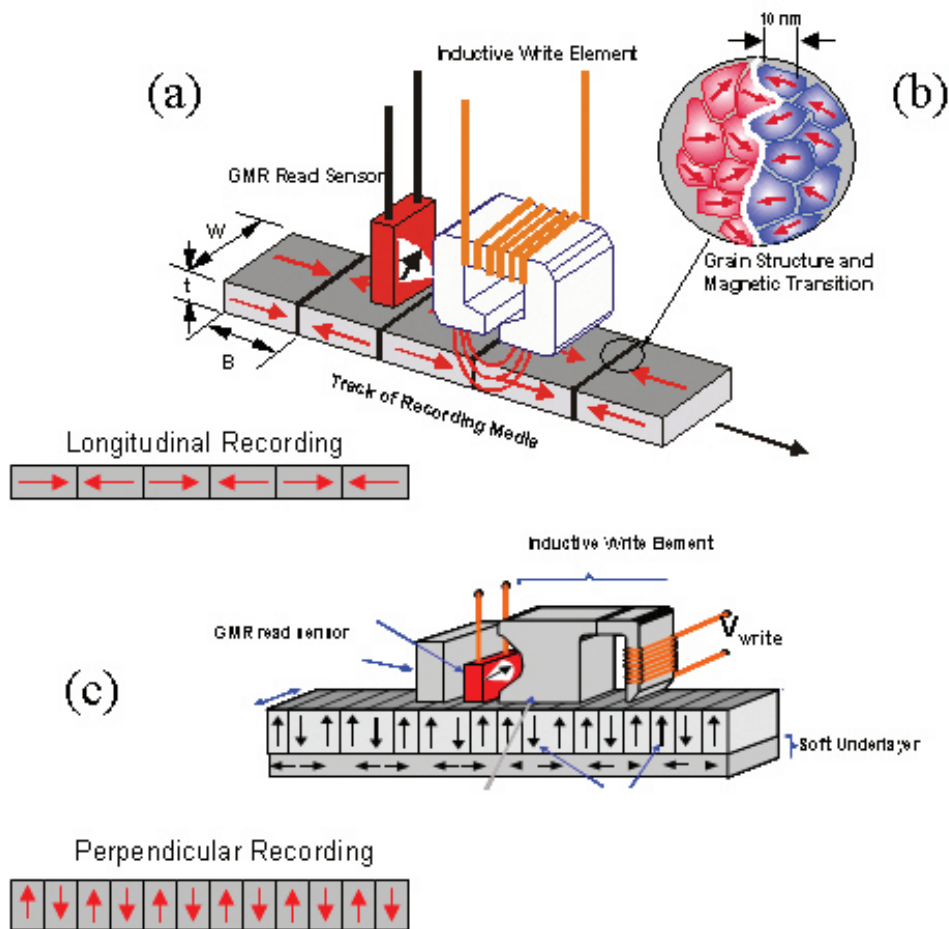 10 nm
Inductive Write Element
(a)
(b)
GMR Read Sensor
W
t
B
Grain Structure and
Magnetic Transition
Track of Recording Media
Longitudinal Recording
Inductive Write Element
GMR read sensor
V write
(c)
Soft Underlayer
Perpendicular Recording